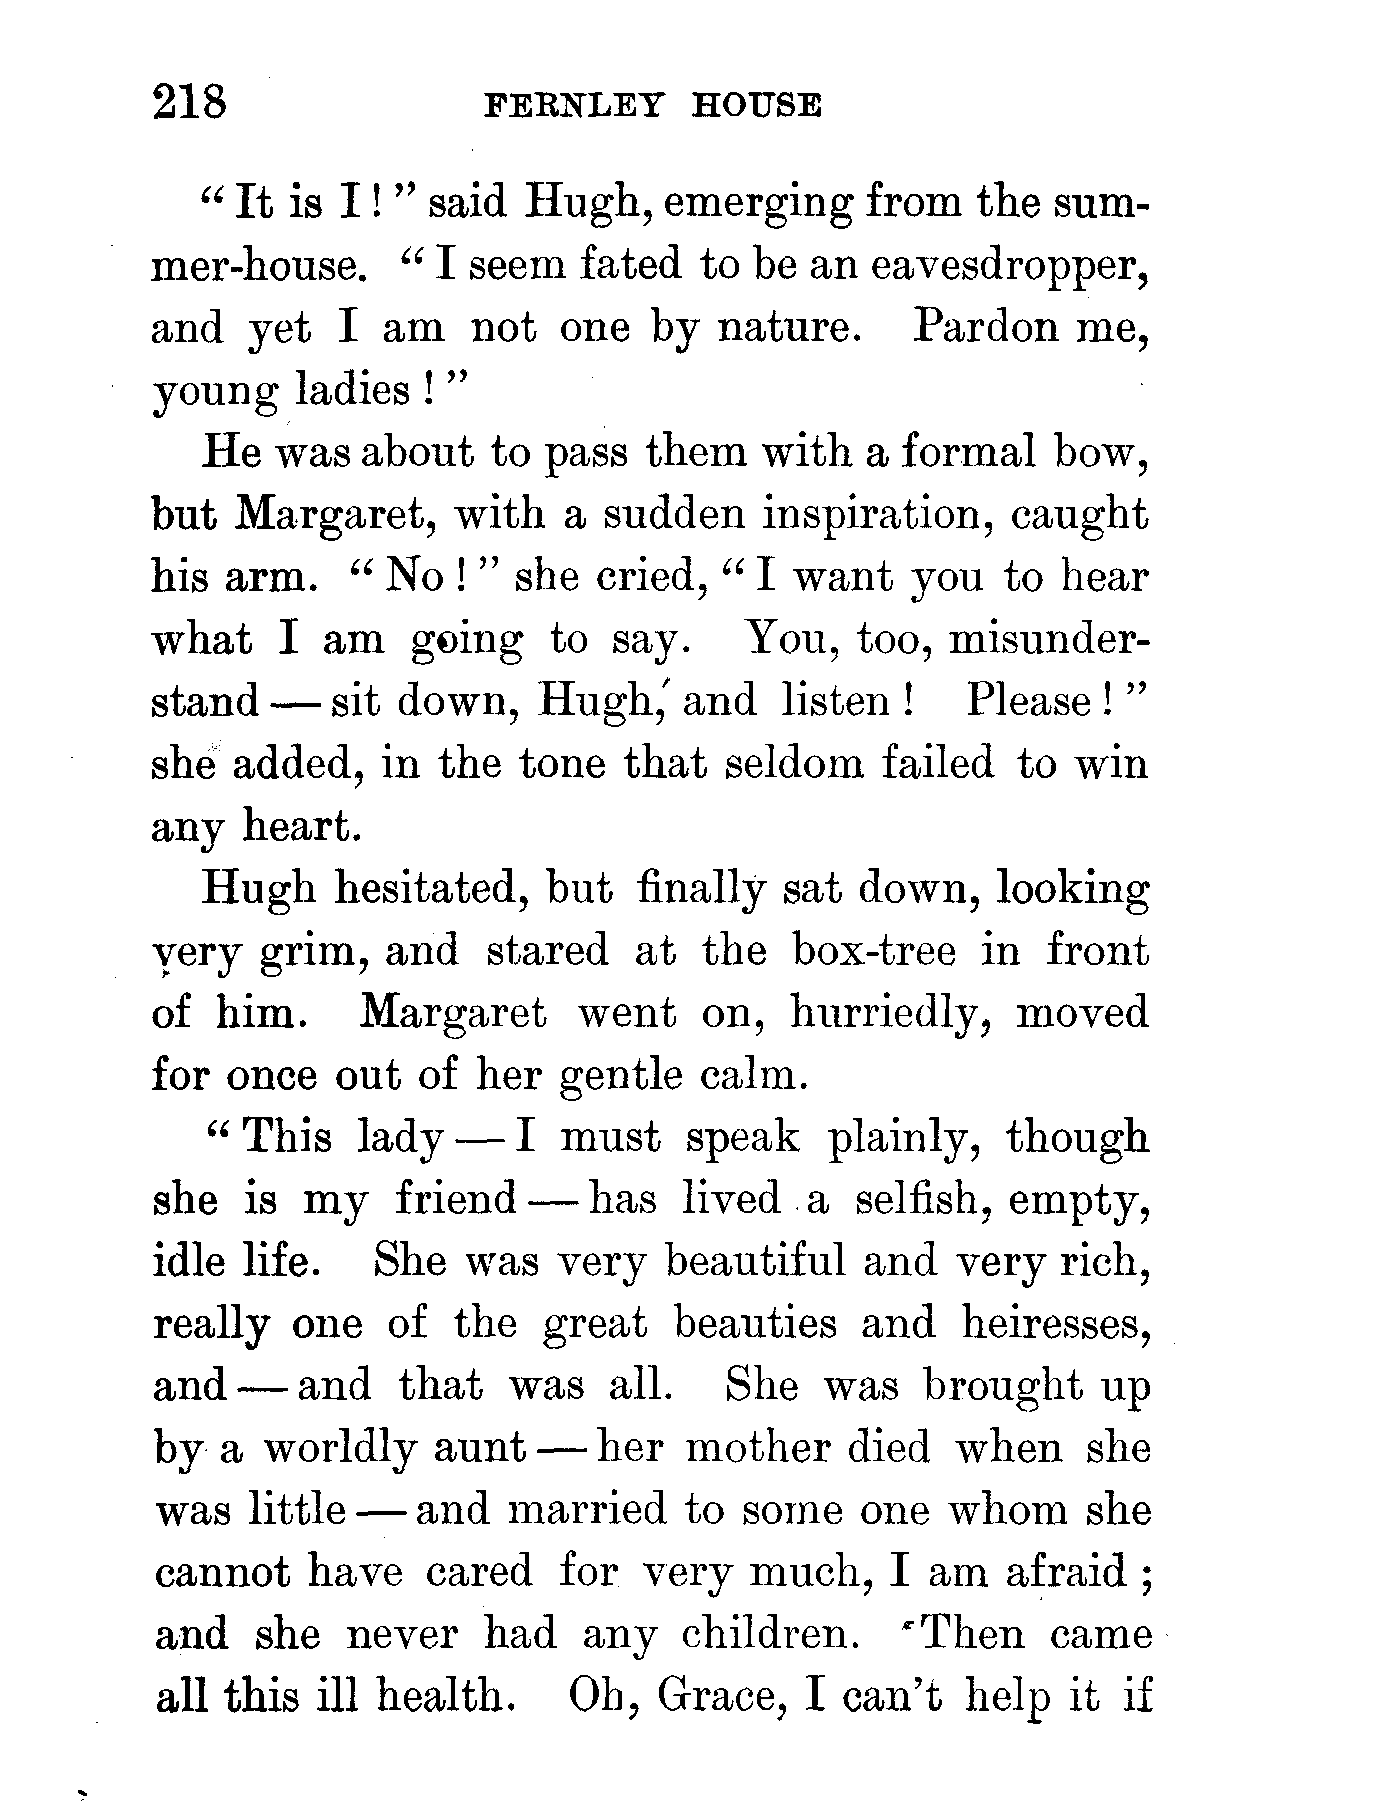 218 FERNLEY HOUSE
“ It is I ! ” said Hugh, emerging from the sum-
mer-house. “ I seem fated to be an eavesdropper,
and yet I am not one by nature. Pardon me,
young ladies ! ”
He was about to pass them with a formal bow,
but Margaret, with a sudden inspiration, caught
his arm. “ No ! ” she cried, “ I want you to hear
what I am going to say. You, too, misunder-
stand — sit down, Hugh, and listen ! Please ! ”
she added, in the tone that seldom failed to win
any heart.
Hugh hesitated, but finally sat down, looking
very grim, and stared at the box-tree in front
of him. Margaret went on, hurriedly, moved
for once out of her gentle calm.
“ This lady — I must speak plainly, though
she is my friend — has lived a selfish, empty,
idle life. She was very beautiful and very rich,
really one of the great beauties and heiresses,
and — and that was all. She was brought up
by a worldly aunt — her mother died when she
was little — and married to some one whom she
cannot have cared for very much, I am afraid ;
and she never had any children. Then came
all this ill health. Oh, Grace, I can’t help it if